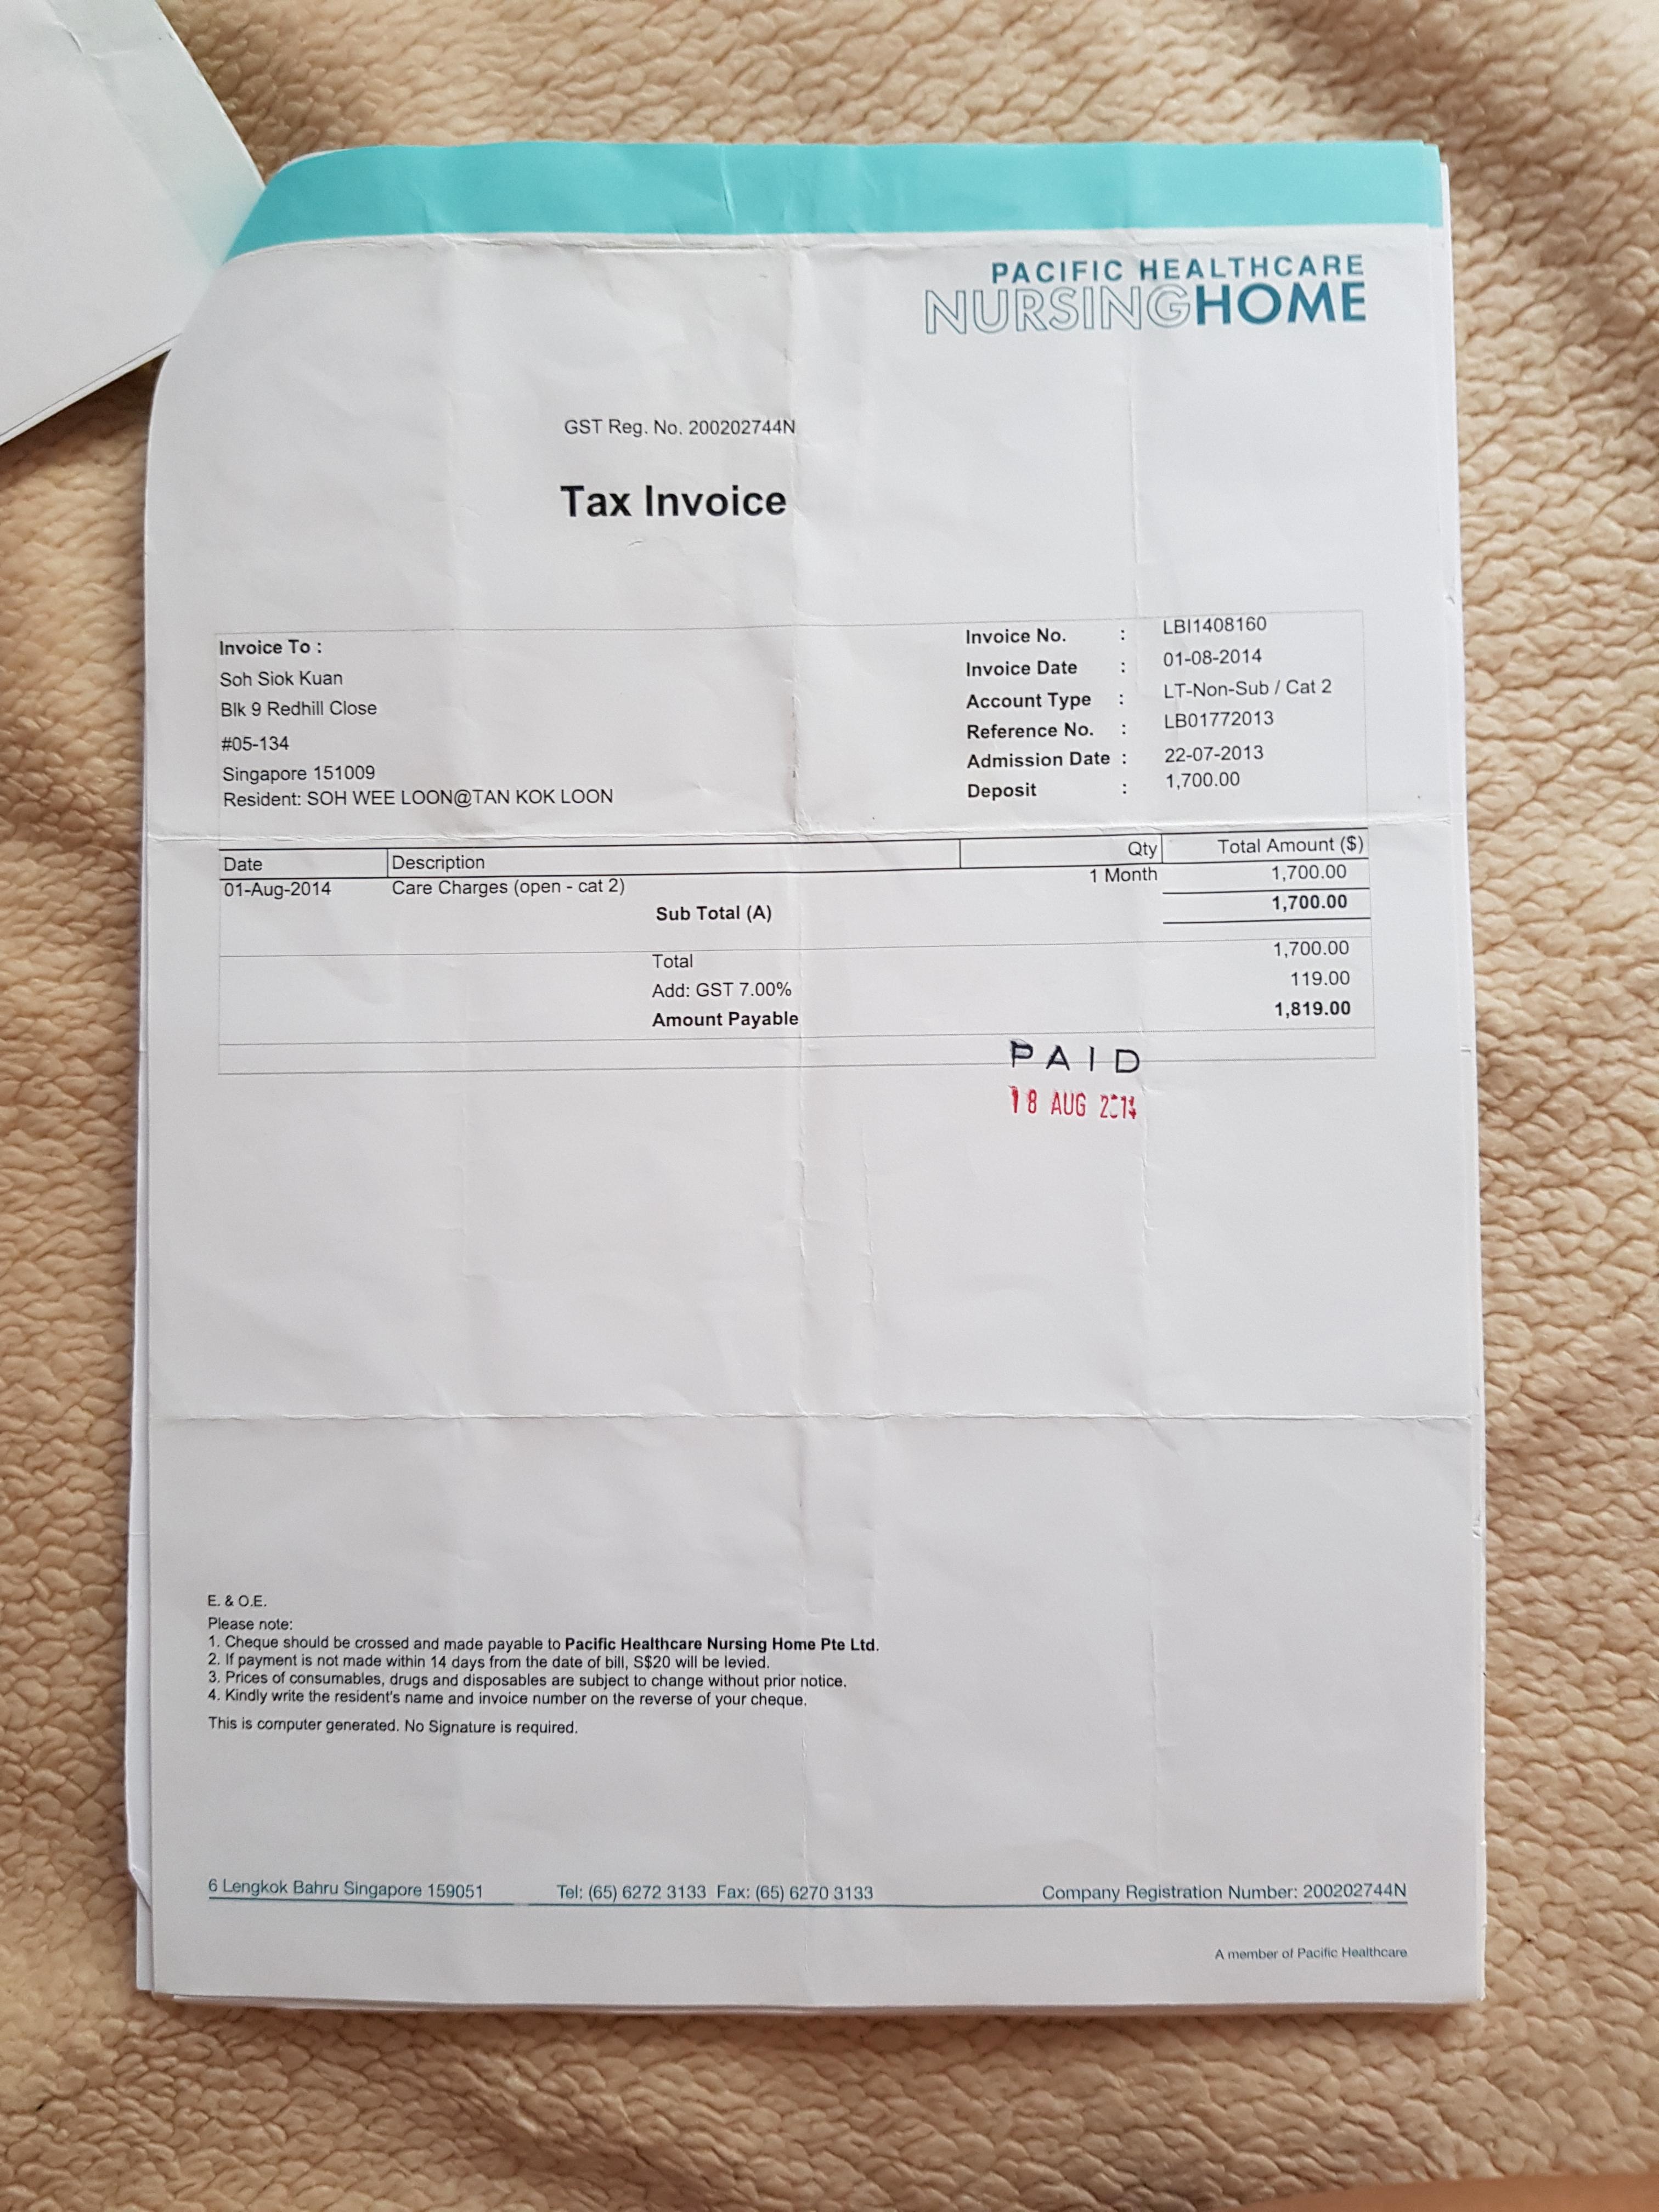 PACIFIC HEALTHCARE
NURSINGHOME
GST Reg. No. 200202744N
Tax Invoice
Invoice To :
Soh Siok Kuan
Blk 9 Redhill Close
#05-134
Singapore 151009
Resident: SOH WEE LOON@TAN KOK LOON
Invoice No. : LBI1408160
Invoice Date : 01-08-2014
Account Type : LT-Non-Sub / Cat 2
Reference No. : LB01772013
Admission Date : 22-07-2013
Deposit : 1,700.00
Date Description Qty Total Amount ($)
01-Aug-2014 Care Charges (open - cat 2) 1 Month 1,700.00
Sub Total (A) 1,700.00
Total 1,700.00
Add: GST 7.00% 119.00
Amount Payable 1,819.00
PAID
18 AUG 2014
E. & O.E.
Please note:
1. Cheque should be crossed and made payable to Pacific Healthcare Nursing Home Pte Ltd.
2. If payment is not made within 14 days from the date of bill, S$20 will be levied.
3. Prices of consumables, drugs and disposables are subject to change without prior notice.
4. Kindly write the resident's name and invoice number on the reverse of your cheque.
This is computer generated. No Signature is required.
6 Lengkok Bahru Singapore 159051 Tel: (65) 6272 3133 Fax: (65) 6270 3133 Company Registration Number: 200202744N
A member of Pacific Healthcare